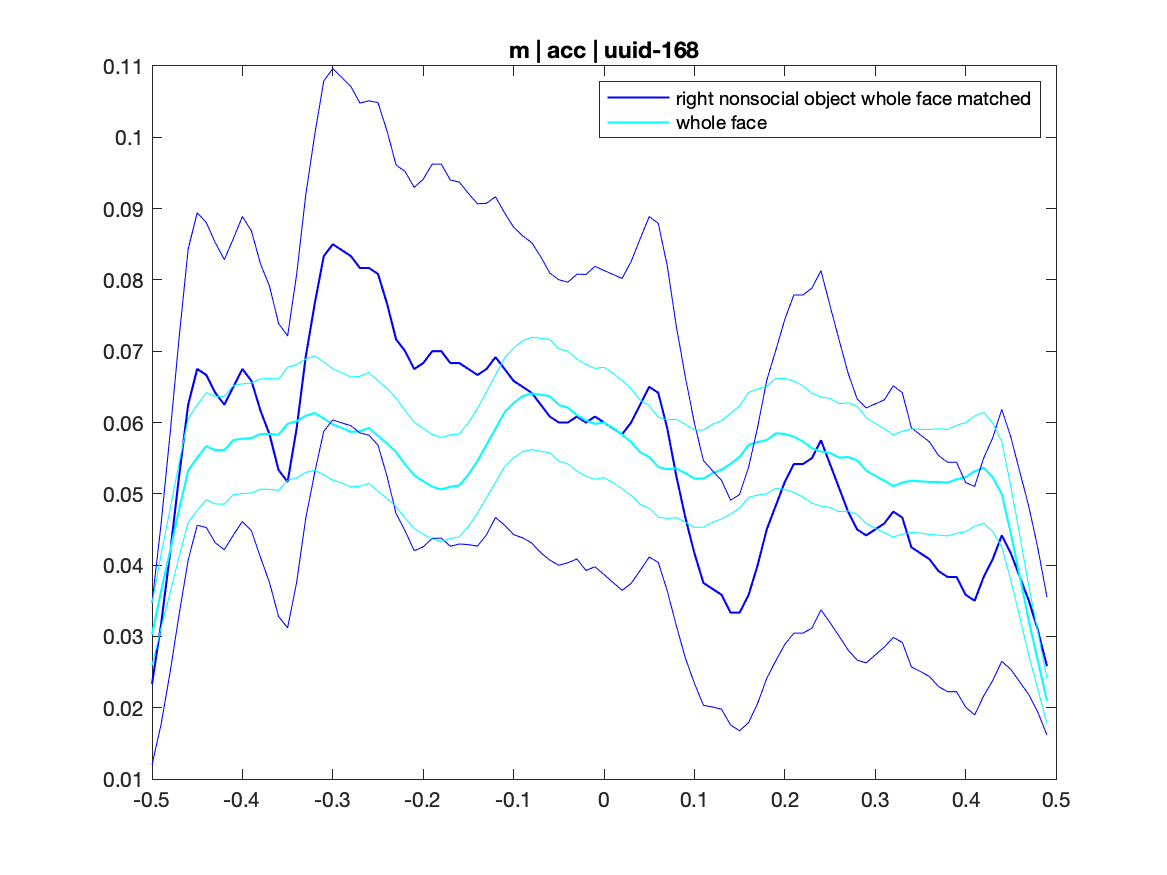 m | acc | uuid-168
right nonsocial object whole face matched
whole face
0.11
0.1
0.09
0.08
0.07
0.06
0.05
0.04
0.03
0.02
0.01
-0.5 -0.4 -0.3 -0.2 -0.1 0 0.1 0.2 0.3 0.4 0.5